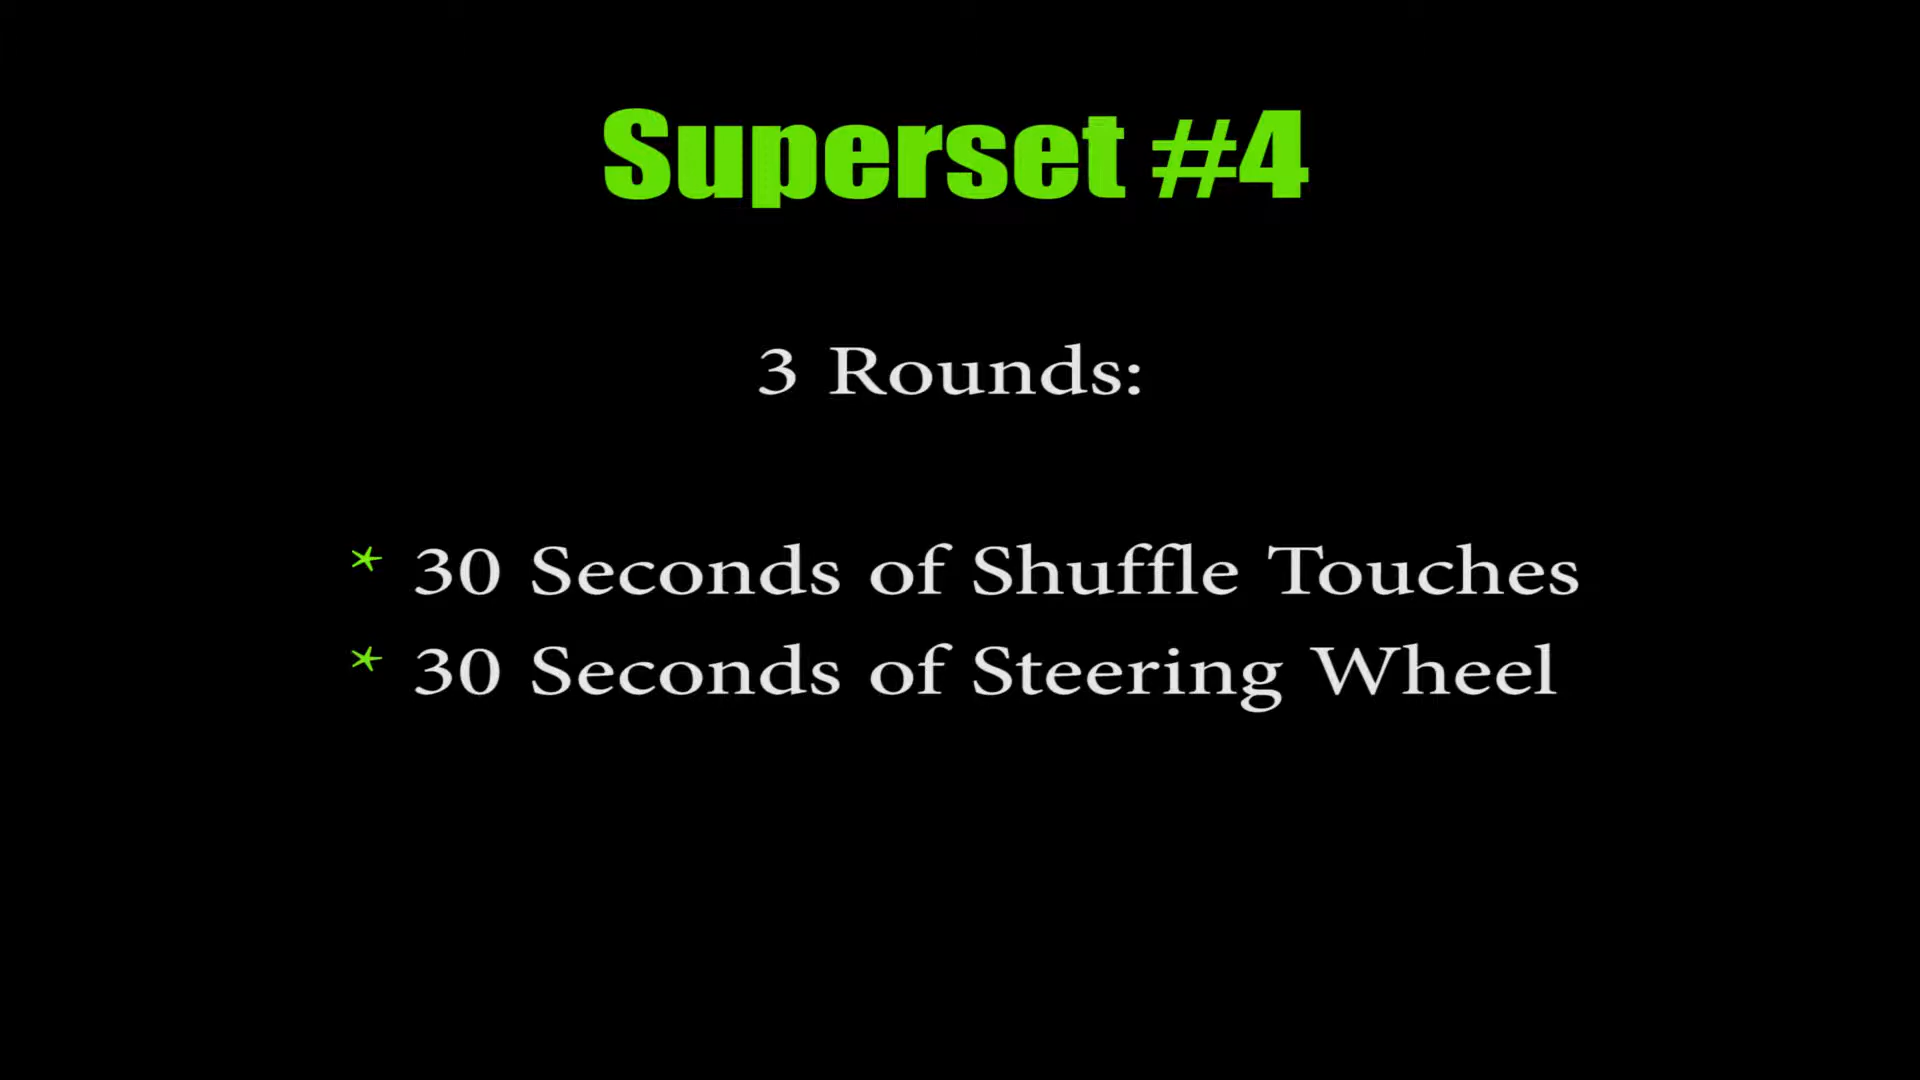 Superset #4
3 Rounds:
* 30 Seconds of Shuffle Touches
* 30 Seconds of Steering Wheel